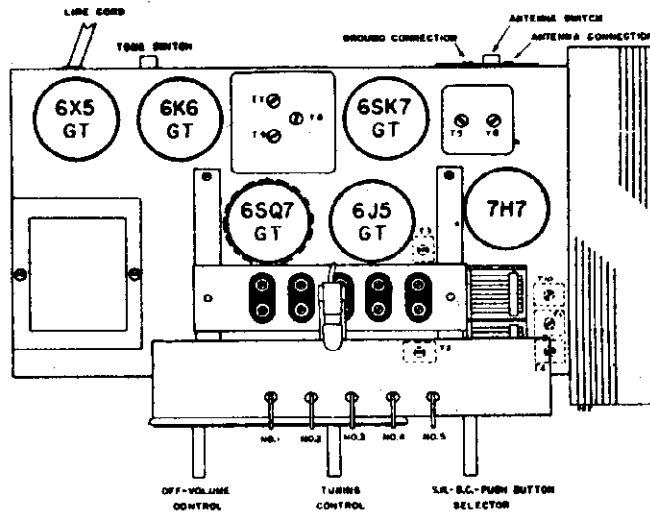 LINE CORD
TONE SWITCH
ANTENNA SWITCH
GROUND CONNECTION
ANTENNA CONNECTION
6X5
GT
6K6
GT
6SK7
GT
6SQ7
GT
6J5
GT
7H7
NO.1
NO.2
NO.3
NO.4
NO.5
OFF-VOLUME
CONTROL
TUNING
CONTROL
S.W.-B.C.-PUSH BUTTON
SELECTOR